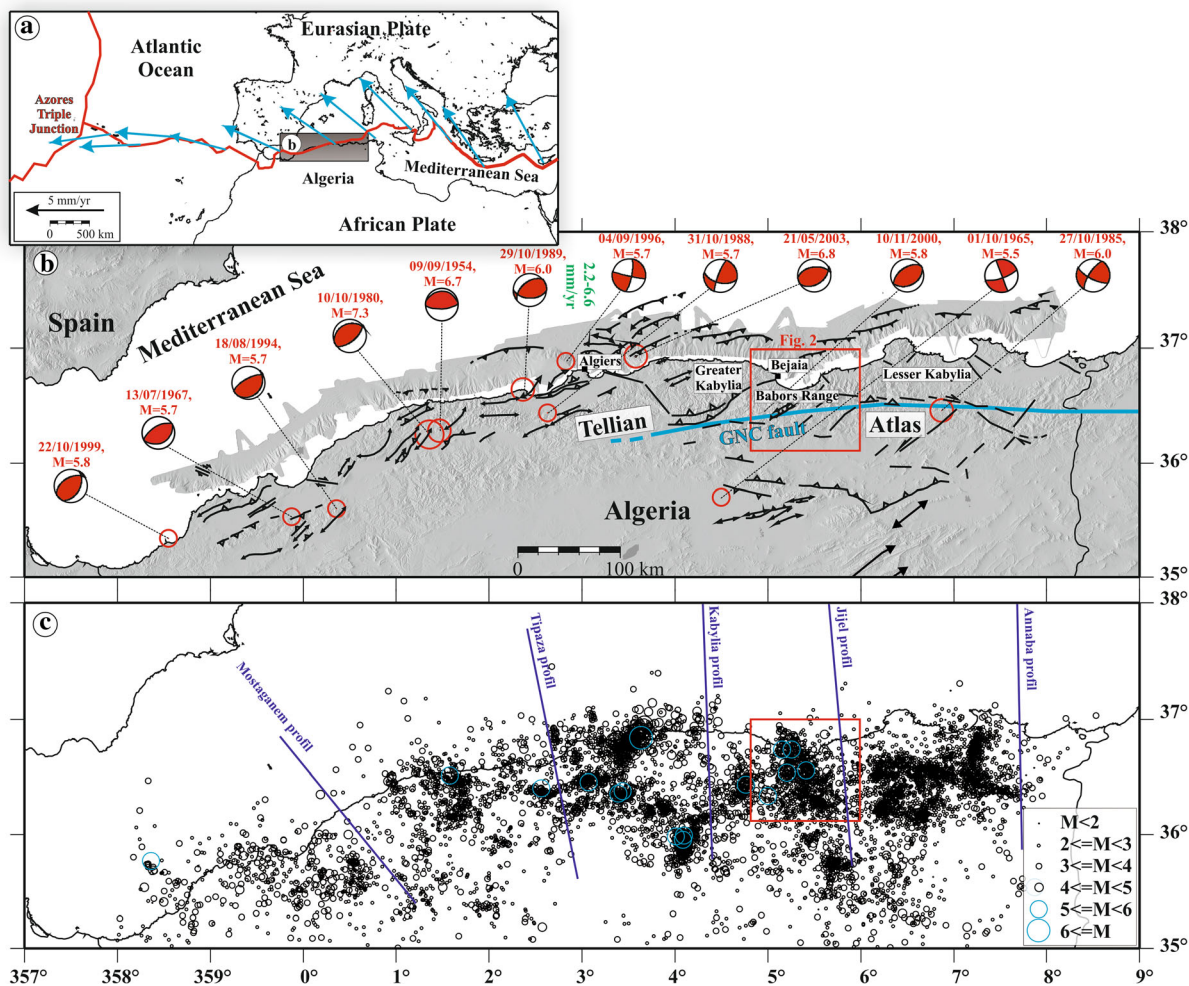 a
Atlantic
Ocean
Eurasian Plate
Azores
Triple
Junction
b
Algeria
Mediterranean Sea
African Plate
5 mm/yr
0 500 km
b
Spain
Mediterranean Sea
22/10/1999,
M=5.8
13/07/1967,
M=5.7
18/08/1994,
M=5.7
10/10/1980,
M=7.3
09/09/1954,
M=6.7
29/10/1989,
M=6.0
2.2-6.6
mm/yr
04/09/1996,
M=5.7
31/10/1988,
M=5.7
21/05/2003,
M=6.8
10/11/2000,
M=5.8
01/10/1965,
M=5.5
27/10/1985,
M=6.0
Algiers
Greater
Kabylia
Fig. 2
Bejaia
Babors Range
Lesser Kabylia
Tellian
GNC fault
Atlas
Algeria
0 100 km
38°
37°
36°
35°
c
Mostaganem profil
Tipaza profil
Kabylia profil
Jijel profil
Annaba profil
M<2
2<=M<3
3<=M<4
4<=M<5
5<=M<6
6<=M
38°
37°
36°
35°
357° 358° 359° 0° 1° 2° 3° 4° 5° 6° 7° 8° 9°